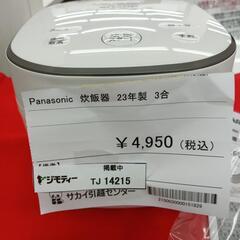 Panasonic 炊飯器 23年製 3合
￥4,950（税込）
掲載中
ジモティー
TJ 14215
サカイ引越センター